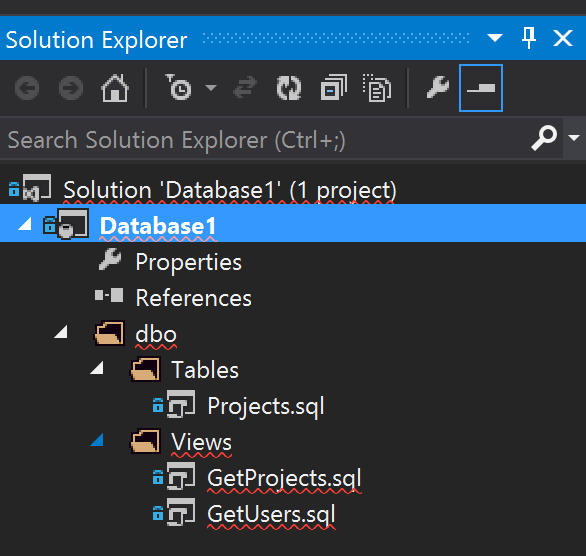 Solution Explorer
Search Solution Explorer (Ctrl+;)
Solution 'Database1' (1 project)
Database1
Properties
References
dbo
Tables
Projects.sql
Views
GetProjects.sql
GetUsers.sql